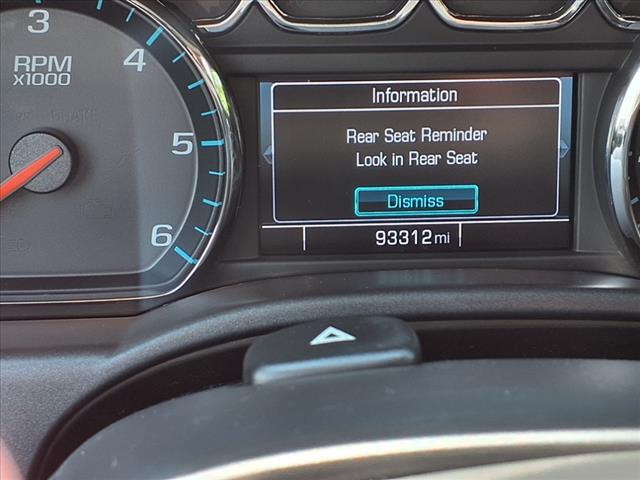 3
4
5
6
RPM
x1000
Information
Rear Seat Reminder
Look in Rear Seat
Dismiss
93312 mi